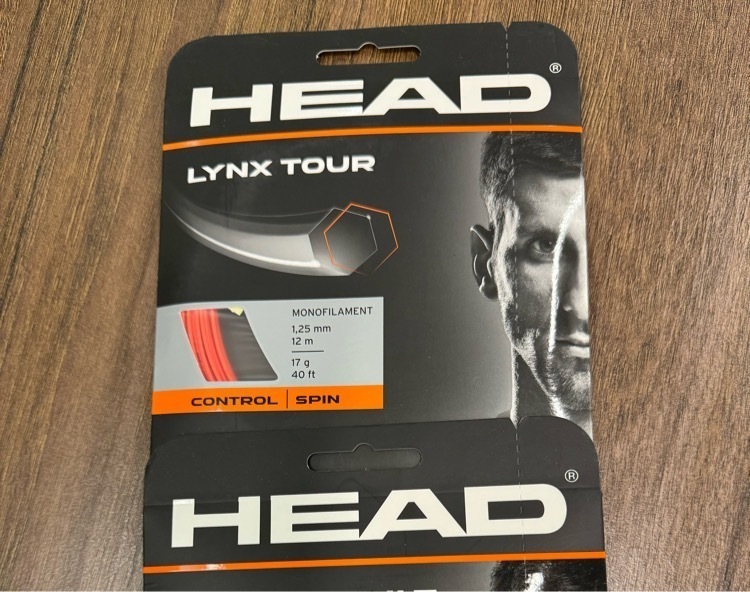 HEAD®
LYNX TOUR
MONOFILAMENT
1,25 mm
12 m
17 g
40 ft
CONTROL | SPIN
HEAD®